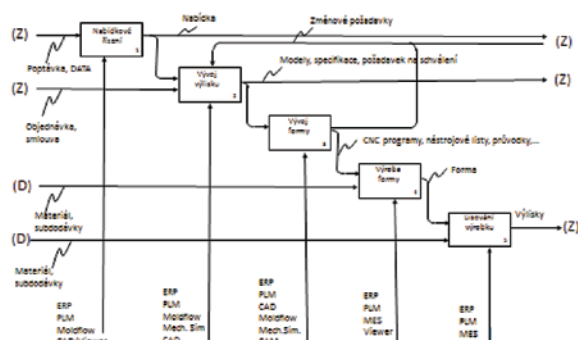 Nabídka
Změnové požadavky
(Z)
Nabídkové
řízení
(Z)
(Z)
Poptávka, DATA
Modely, specifikace, požadavek na schválení
(Z)
Vývoj
výlisku
(Z)
Objednávka,
smlouva
Vývoj
formy
CNC programy, nástrojové listy, průvodky,...
(D)
Výroba
formy
Forma
Materiál,
subdodávky
Lisování
výrobku
Výlisky
(Z)
(D)
Materiál,
subdodávky
ERP
PLM
Moldflow
ERP
PLM
Moldflow
Mech. Sim
CAD
ERP
PLM
CAD
Moldflow
Mech.Sim.
ERP
PLM
MES
Viewer
ERP
PLM
MES